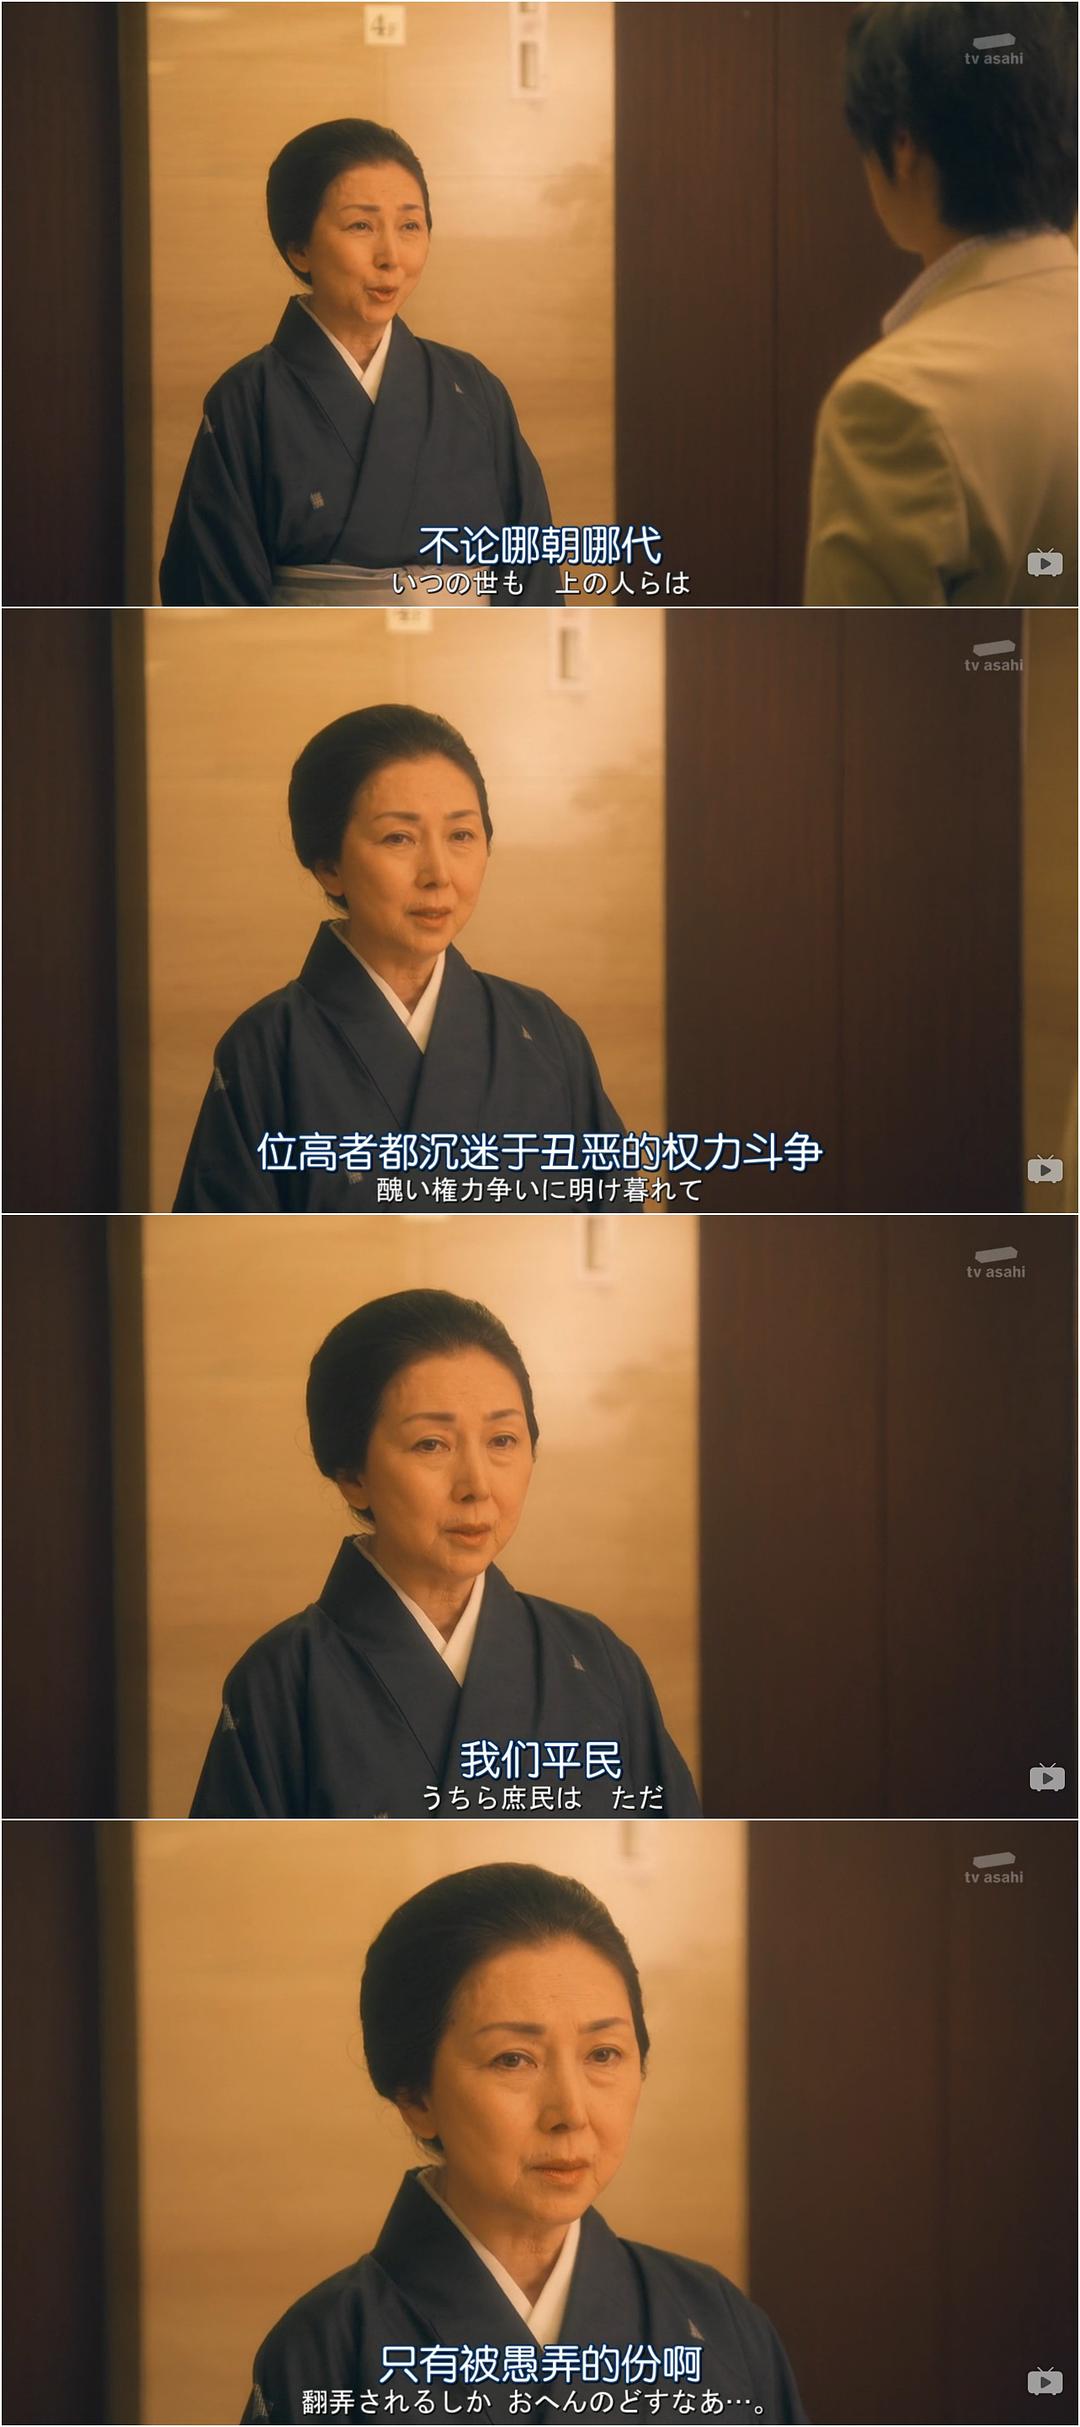 4F
tv asahi
不论哪朝哪代
いつの世も　上の人らは
tv asahi
位高者都沉迷于丑恶的权力斗争
醜い権力争いに明け暮れて
tv asahi
我们平民
うちら庶民は　ただ
tv asahi
只有被愚弄的份啊
翻弄されるしか おへんのどすなあ…。